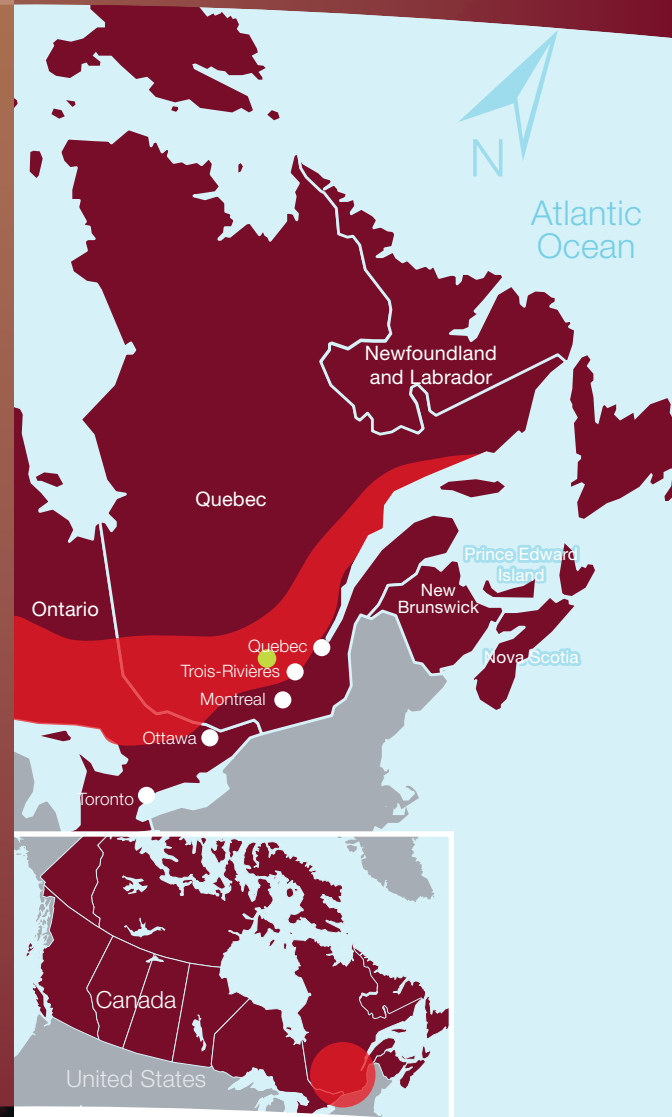 N
Atlantic
Ocean
Newfoundland
and Labrador
Quebec
Prince Edward
Island
New
Brunswick
Ontario
Quebec
Nova Scotia
Trois-Rivières
Montreal
Ottawa
Toronto
Canada
United States